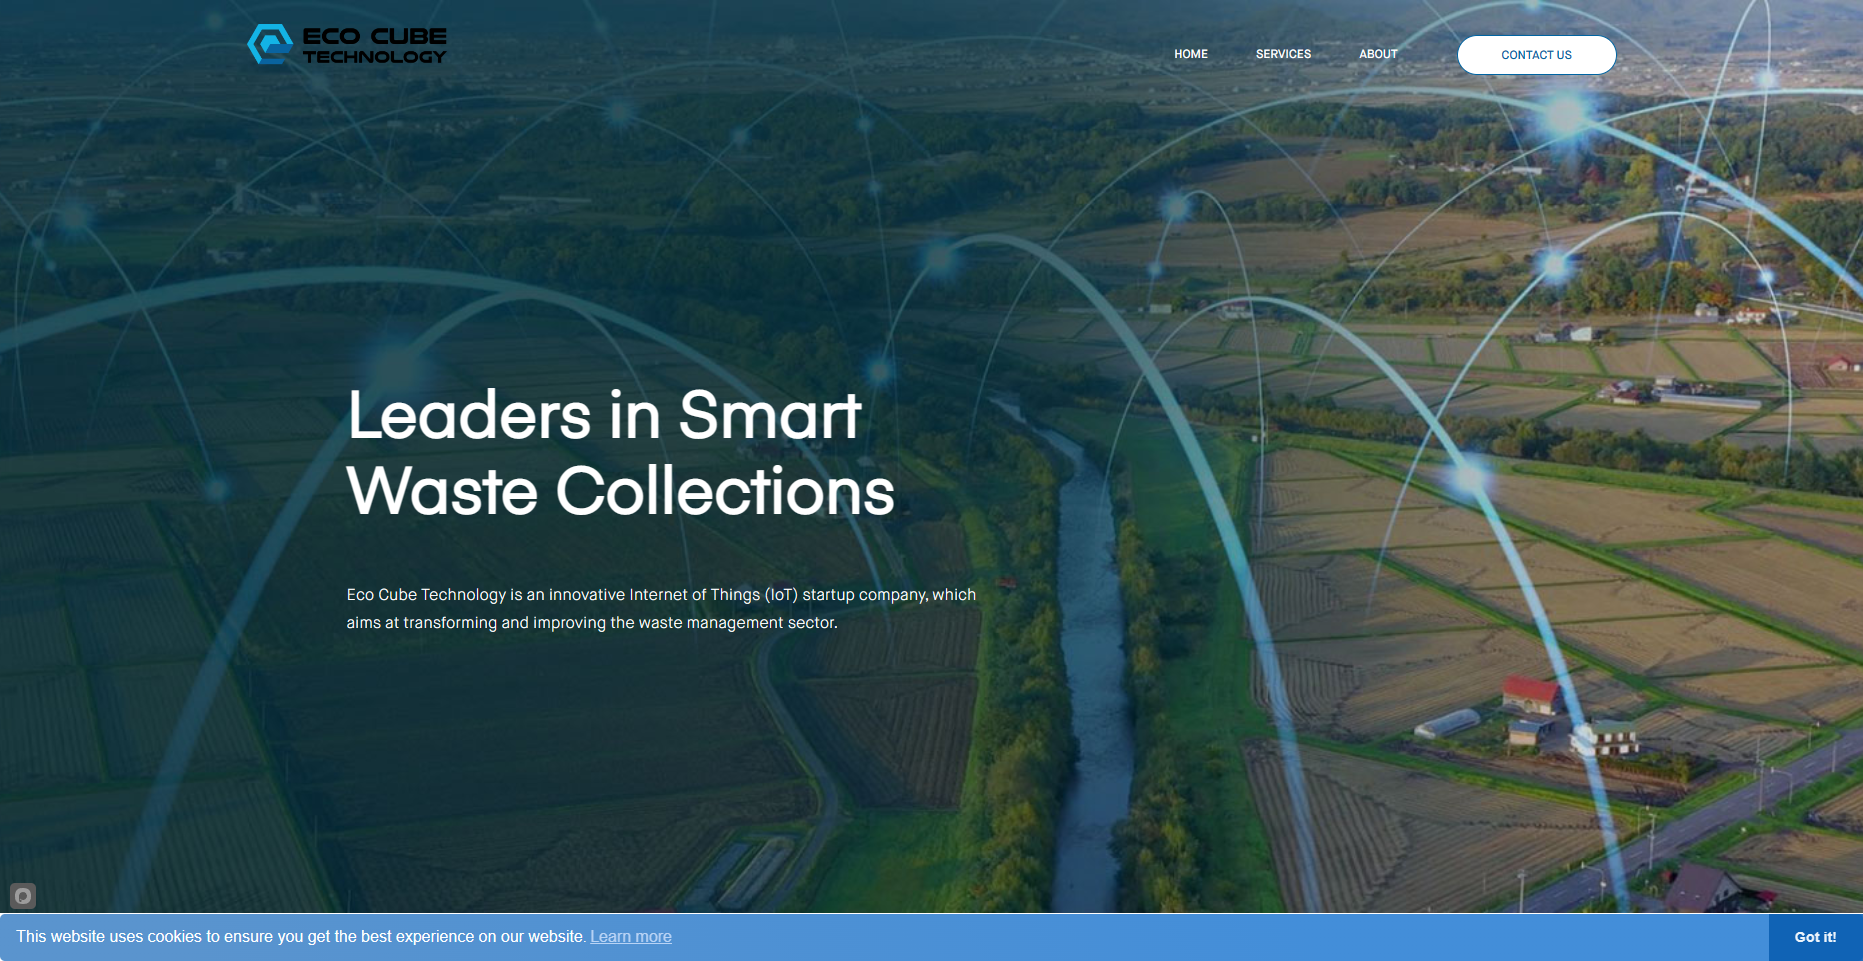 ECO CUBE
TECHNOLOGY
HOME
SERVICES
ABOUT
CONTACT US
Leaders in Smart
Waste Collections
Eco Cube Technology is an innovative Internet of Things (IoT) startup company, which
aims at transforming and improving the waste management sector.
This website uses cookies to ensure you get the best experience on our website. Learn more
Got it!